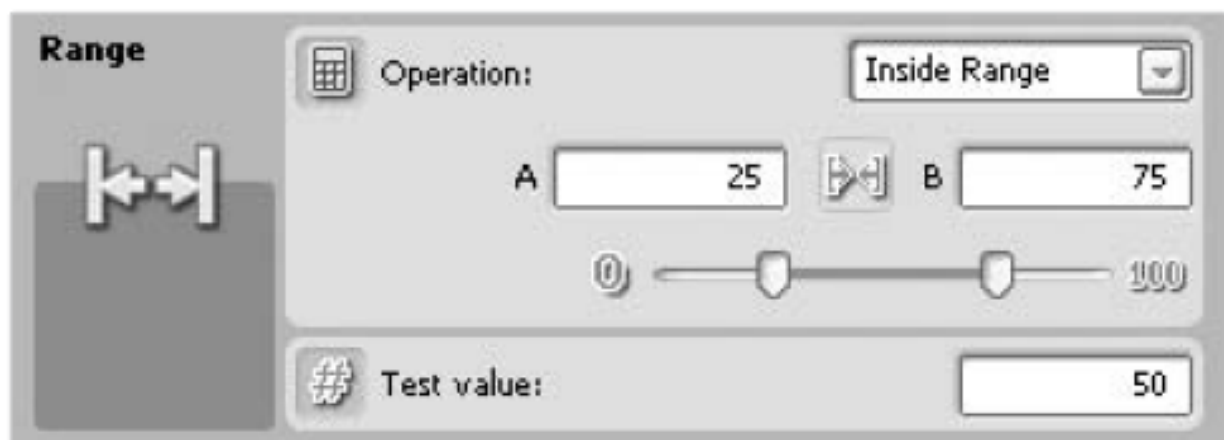 Range
Operation:
Inside Range
A 25 B 75
0 100
# Test value: 50